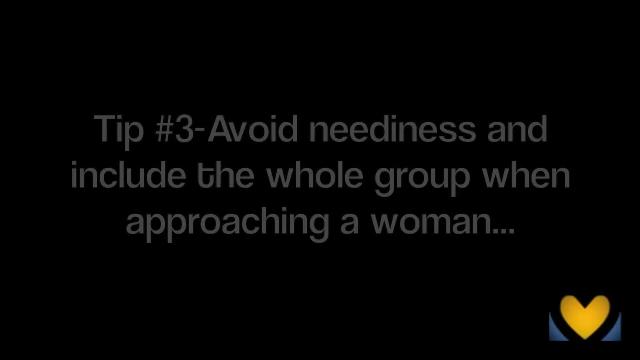 Tip #3-Avoid neediness and
include the whole group when
approaching a woman...